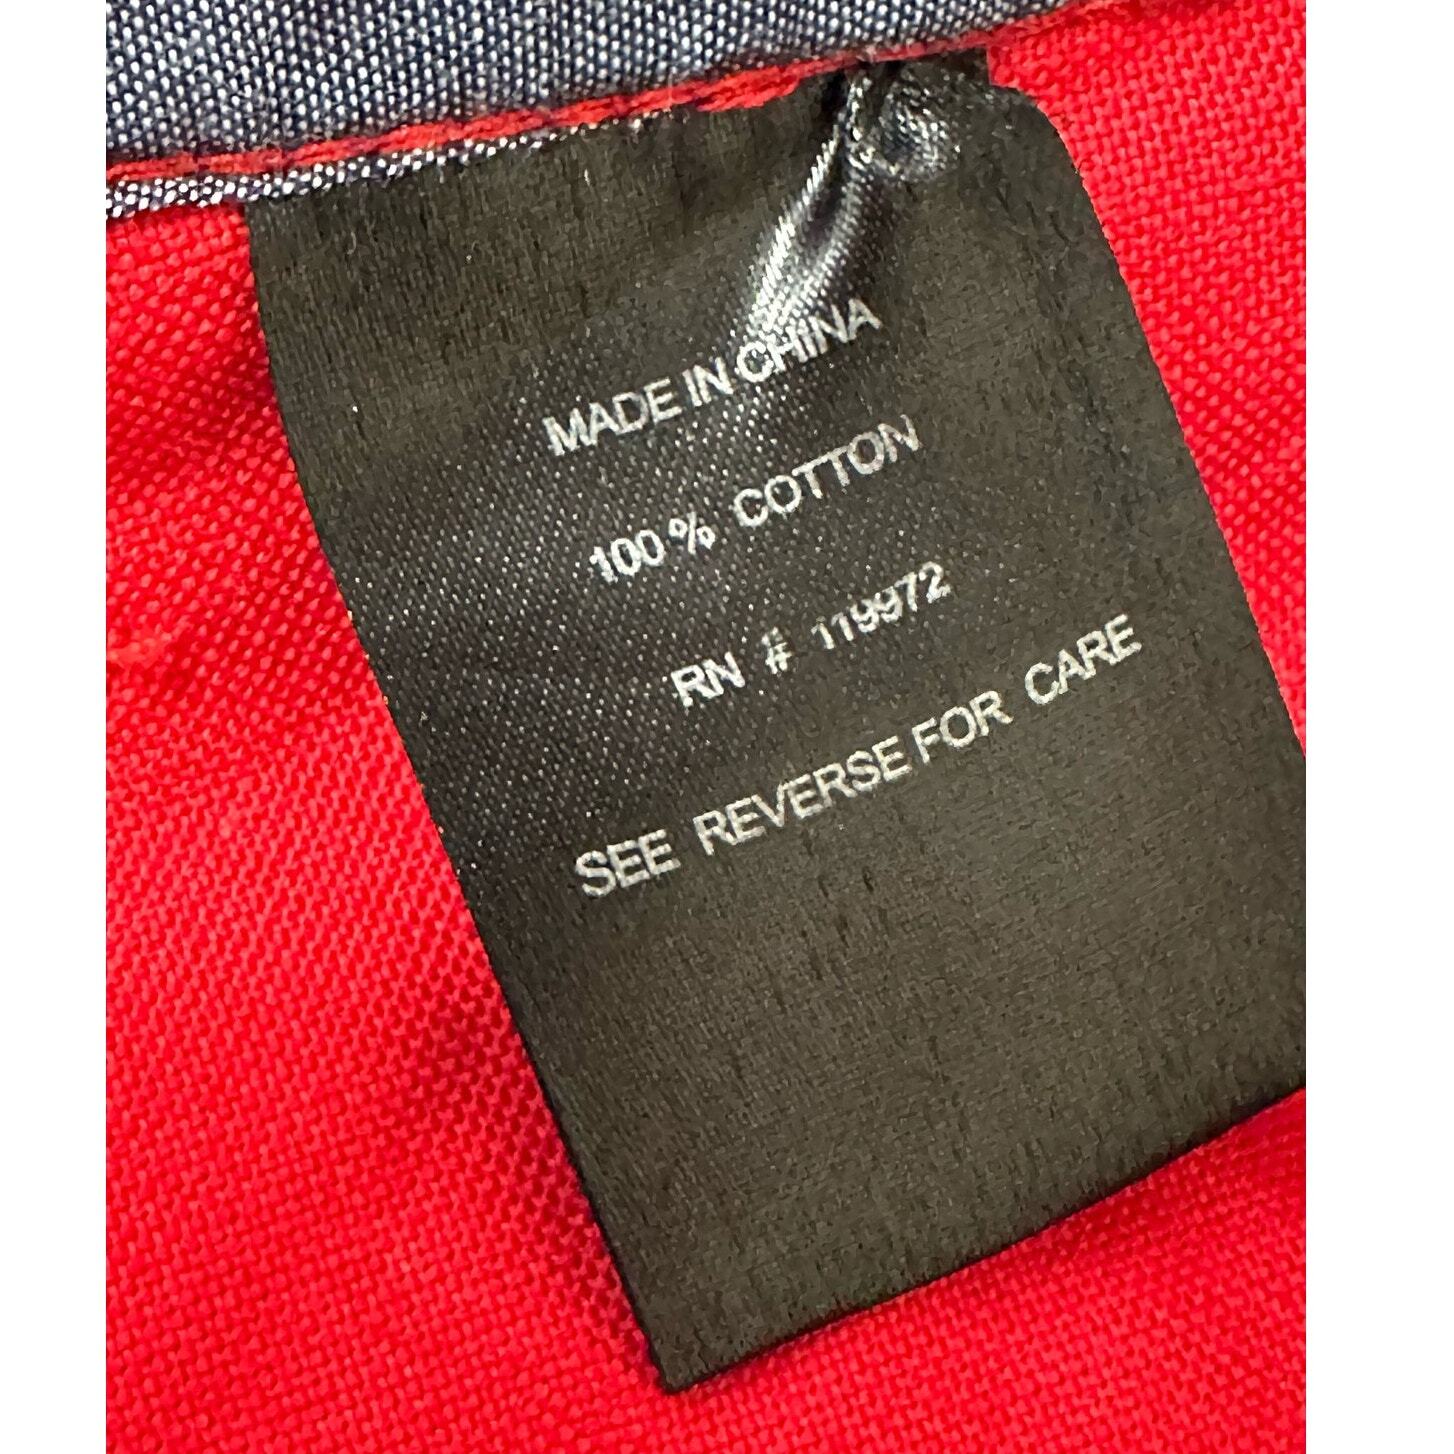 MADE IN CHINA
100% COTTON
RN # 119972
SEE REVERSE FOR CARE